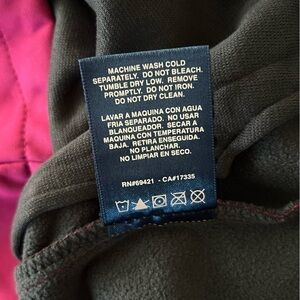 MACHINE WASH COLD
SEPARATELY. DO NOT BLEACH.
TUMBLE DRY LOW. REMOVE
PROMPTLY. DO NOT IRON.
DO NOT DRY CLEAN.
LAVAR A MAQUINA CON AGUA
FRIA SEPARADO. NO USAR
BLANQUEADOR. SECAR A
MAQUINA CON TEMPERATURA
BAJA. RETIRA ENSEGUIDA
NO PLANCHAR.
NO LIMPIAR EN SECO.
RN#69421 - CA#17335